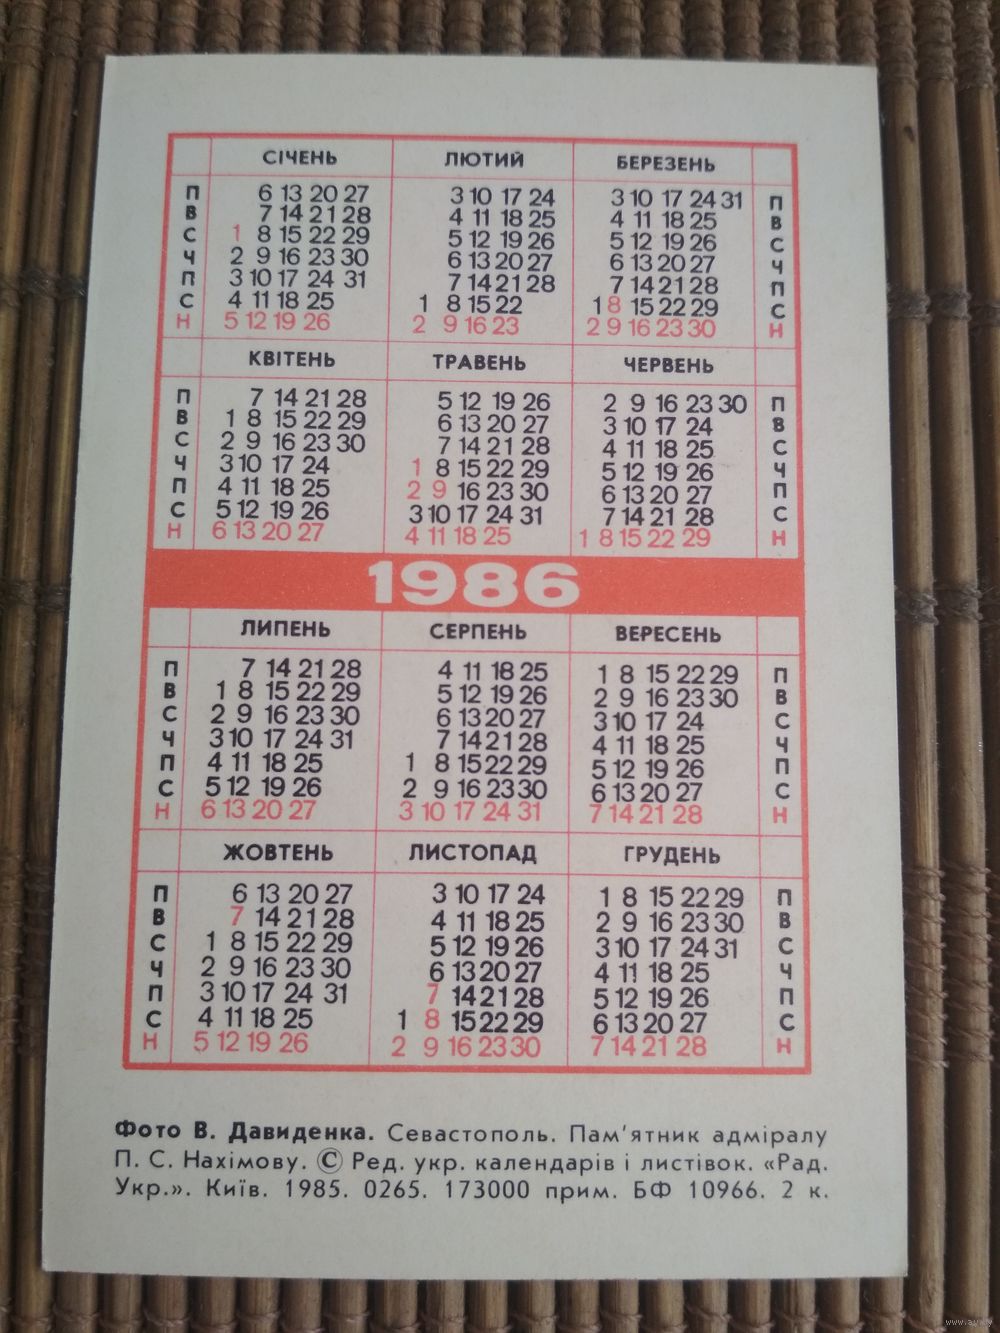 СІЧЕНЬ ЛЮТИЙ БЕРЕЗЕНЬ
П 6 13 20 27 3 10 17 24 3 10 17 24 31 П
В 7 14 21 28 4 11 18 25 4 11 18 25 В
С 1 8 15 22 29 5 12 19 26 5 12 19 26 С
Ч 2 9 16 23 30 6 13 20 27 6 13 20 27 Ч
П 3 10 17 24 31 7 14 21 28 7 14 21 28 П
С 4 11 18 25 1 8 15 22 1 8 15 22 29 С
Н 5 12 19 26 2 9 16 23 2 9 16 23 30 Н
КВІТЕНЬ ТРАВЕНЬ ЧЕРВЕНЬ
П 7 14 21 28 5 12 19 26 2 9 16 23 30 П
В 1 8 15 22 29 6 13 20 27 3 10 17 24 В
С 2 9 16 23 30 7 14 21 28 4 11 18 25 С
Ч 3 10 17 24 1 8 15 22 29 5 12 19 26 Ч
П 4 11 18 25 2 9 16 23 30 6 13 20 27 П
С 5 12 19 26 3 10 17 24 31 7 14 21 28 С
Н 6 13 20 27 4 11 18 25 1 8 15 22 29 Н
1986
ЛИПЕНЬ СЕРПЕНЬ ВЕРЕСЕНЬ
П 7 14 21 28 4 11 18 25 1 8 15 22 29 П
В 1 8 15 22 29 5 12 19 26 2 9 16 23 30 В
С 2 9 16 23 30 6 13 20 27 3 10 17 24 С
Ч 3 10 17 24 31 7 14 21 28 4 11 18 25 Ч
П 4 11 18 25 1 8 15 22 29 5 12 19 26 П
С 5 12 19 26 2 9 16 23 30 6 13 20 27 С
Н 6 13 20 27 3 10 17 24 31 7 14 21 28 Н
ЖОВТЕНЬ ЛИСТОПАД ГРУДЕНЬ
П 6 13 20 27 3 10 17 24 1 8 15 22 29 П
В 7 14 21 28 4 11 18 25 2 9 16 23 30 В
С 1 8 15 22 29 5 12 19 26 3 10 17 24 31 С
Ч 2 9 16 23 30 6 13 20 27 4 11 18 25 Ч
П 3 10 17 24 31 7 14 21 28 5 12 19 26 П
С 4 11 18 25 1 8 15 22 29 6 13 20 27 С
Н 5 12 19 26 2 9 16 23 30 7 14 21 28 Н
Фото В. Давиденка. Севастополь. Пам'ятник адміралу
П. С. Нахімову. © Ред. укр. календарів і листівок. «Рад.
Укр.». Київ. 1985. 0265. 173000 прим. БФ 10966. 2 к.